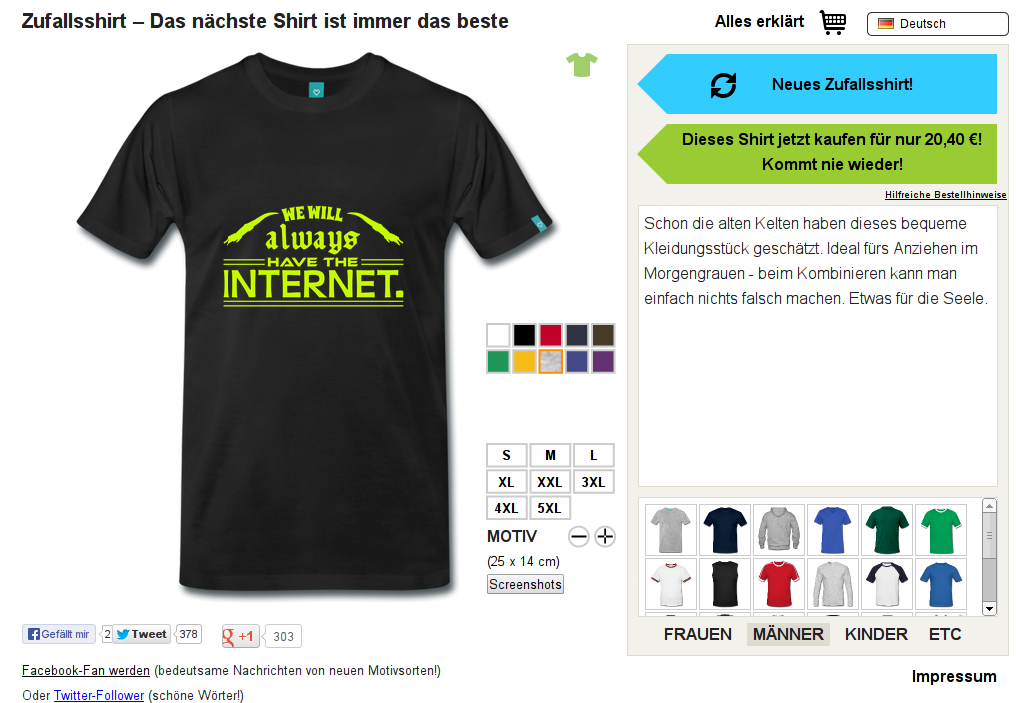 Zufallsshirt – Das nächste Shirt ist immer das beste
Alles erklärt
Deutsch
WE WILL
always
HAVE THE
INTERNET.
Neues Zufallsshirt!
Dieses Shirt jetzt kaufen für nur 20,40 €!
Kommt nie wieder!
Hilfreiche Bestellhinweise
Schon die alten Kelten haben dieses bequeme
Kleidungsstück geschätzt. Ideal fürs Anziehen im
Morgengrauen - beim Kombinieren kann man
einfach nichts falsch machen. Etwas für die Seele.
S M L
XL XXL 3XL
4XL 5XL
MOTIV
(25 x 14 cm)
Screenshots
FRAUEN MÄNNER KINDER ETC
Gefällt mir 2 Tweet 378 g +1 303
Facebook-Fan werden (bedeutsame Nachrichten von neuen Motivsorten!)
Oder Twitter-Follower (schöne Wörter!)
Impressum